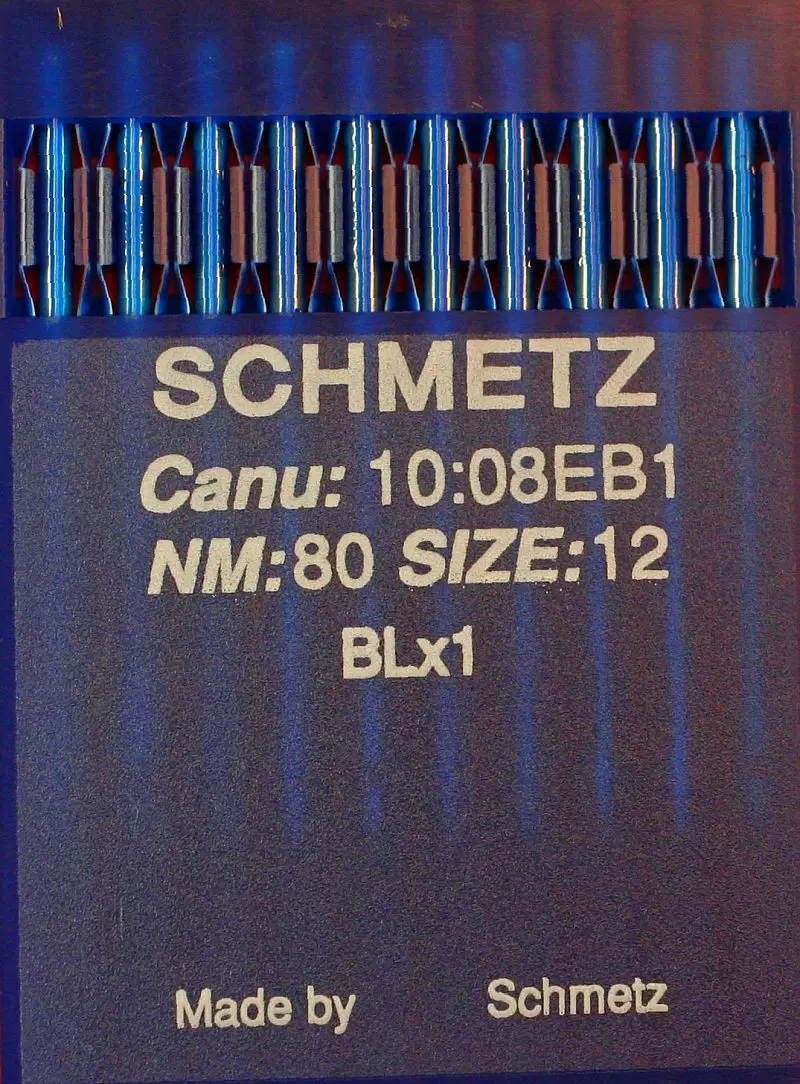 SCHMETZ
Canu: 10:08EB1
NM:80 SIZE:12
BLx1
Made by Schmetz